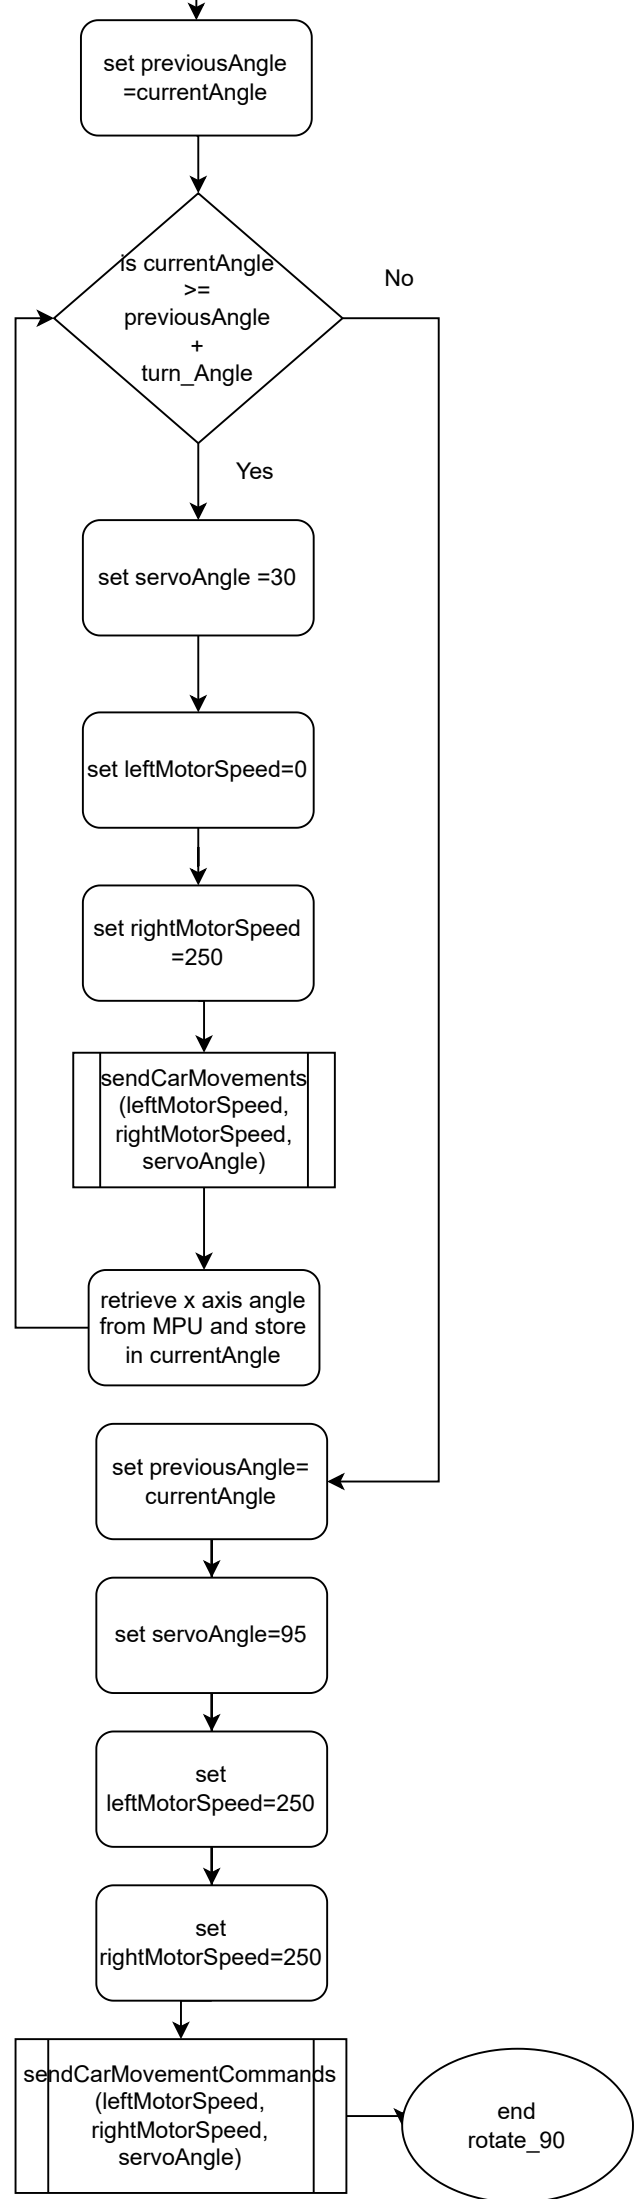 set previousAngle
=currentAngle
is currentAngle
>=
previousAngle
+
turn_Angle
No
Yes
set servoAngle =30
set leftMotorSpeed=0
set rightMotorSpeed
=250
sendCarMovements
(leftMotorSpeed,
rightMotorSpeed,
servoAngle)
retrieve x axis angle
from MPU and store
in currentAngle
set previousAngle=
currentAngle
set servoAngle=95
set
leftMotorSpeed=250
set
rightMotorSpeed=250
sendCarMovementCommands
(leftMotorSpeed,
rightMotorSpeed,
servoAngle)
end
rotate_90